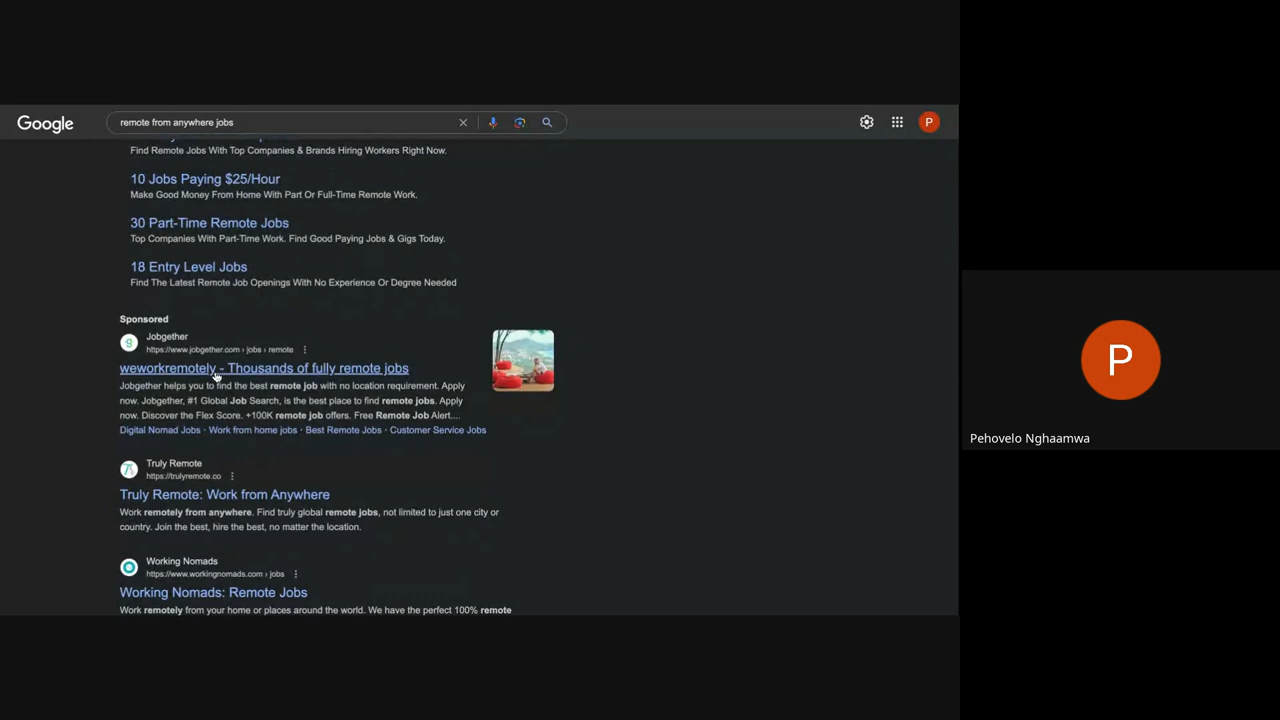 Google
remote from anywhere jobs
P
Find Remote Jobs With Top Companies & Brands Hiring Workers Right Now.
10 Jobs Paying $25/Hour
Make Good Money From Home With Part Or Full-Time Remote Work.
30 Part-Time Remote Jobs
Top Companies With Part-Time Work. Find Good Paying Jobs & Gigs Today.
18 Entry Level Jobs
Find The Latest Remote Job Openings With No Experience Or Degree Needed
Sponsored
Jobgether
https://www.jobgether.com › jobs › remote
weworkremotely - Thousands of fully remote jobs
Jobgether helps you to find the best remote job with no location requirement. Apply
now. Jobgether, #1 Global Job Search, is the best place to find remote jobs. Apply
now. Discover the Flex Score. +100K remote job offers. Free Remote Job Alert....
Digital Nomad Jobs · Work from home jobs · Best Remote Jobs · Customer Service Jobs
Truly Remote
https://trulyremote.co
Truly Remote: Work from Anywhere
Work remotely from anywhere. Find truly global remote jobs, not limited to just one city or
country. Join the best, hire the best, no matter the location.
Working Nomads
https://www.workingnomads.com › jobs
Working Nomads: Remote Jobs
Work remotely from your home or places around the world. We have the perfect 100% remote
P
Pehovelo Nghaamwa